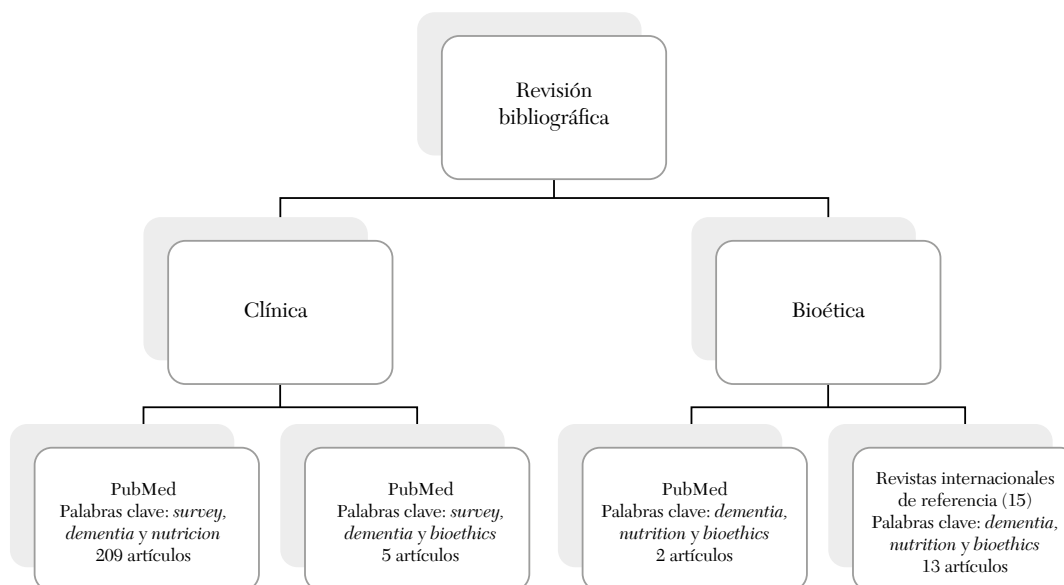 Revisión
bibliográfica
Clínica
Bioética
PubMed
Palabras clave: survey,
dementia y nutricion
209 artículos
PubMed
Palabras clave: survey,
dementia y bioethics
5 artículos
PubMed
Palabras clave: dementia,
nutrition y bioethics
2 artículos
Revistas internacionales
de referencia (15)
Palabras clave: dementia,
nutrition y bioethics
13 artículos